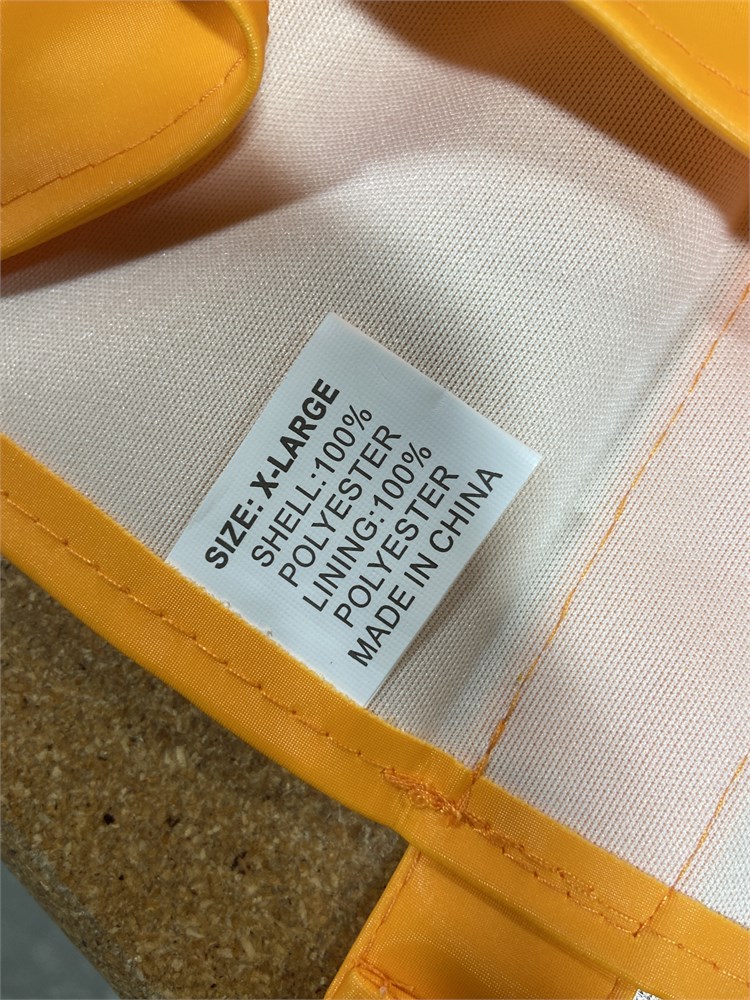 SIZE: X-LARGE
SHELL:100%
POLYESTER
LINING:100%
POLYESTER
MADE IN CHINA